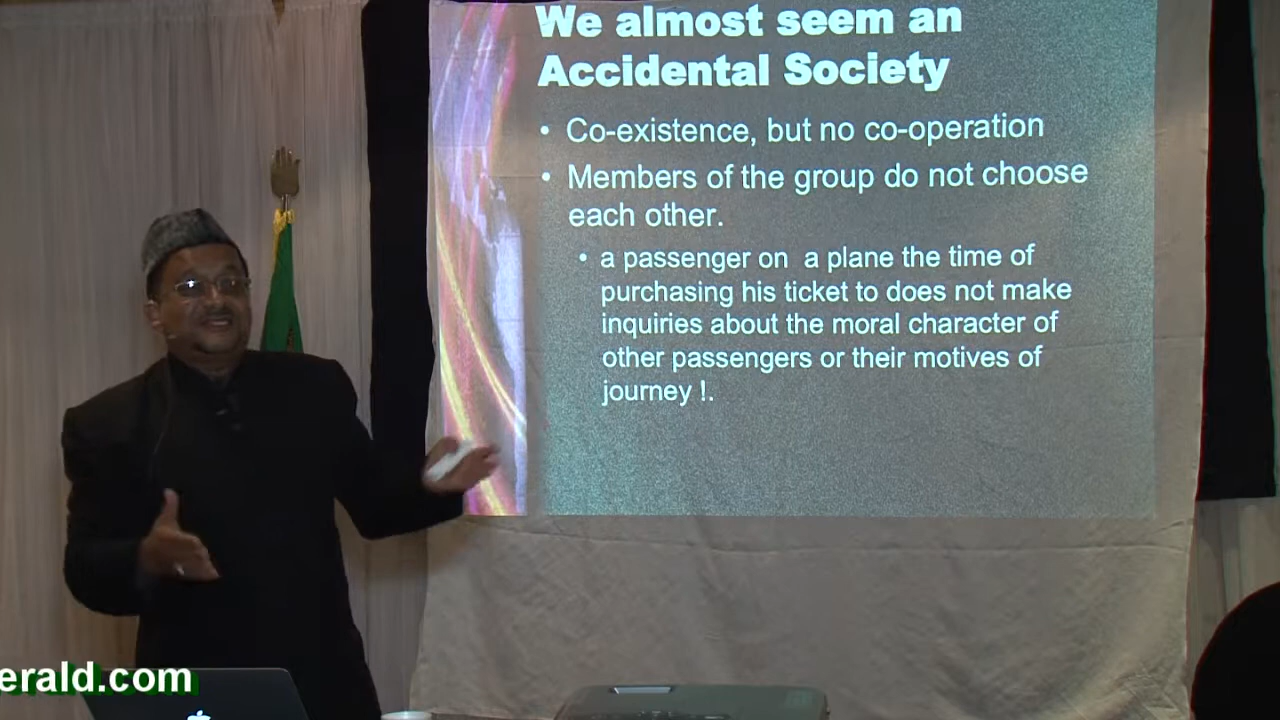 We almost seem an
Accidental Society
• Co-existence, but no co-operation
• Members of the group do not choose
each other.
• a passenger on a plane the time of
purchasing his ticket to does not make
inquiries about the moral character of
other passengers or their motives of
journey !.
erald.com